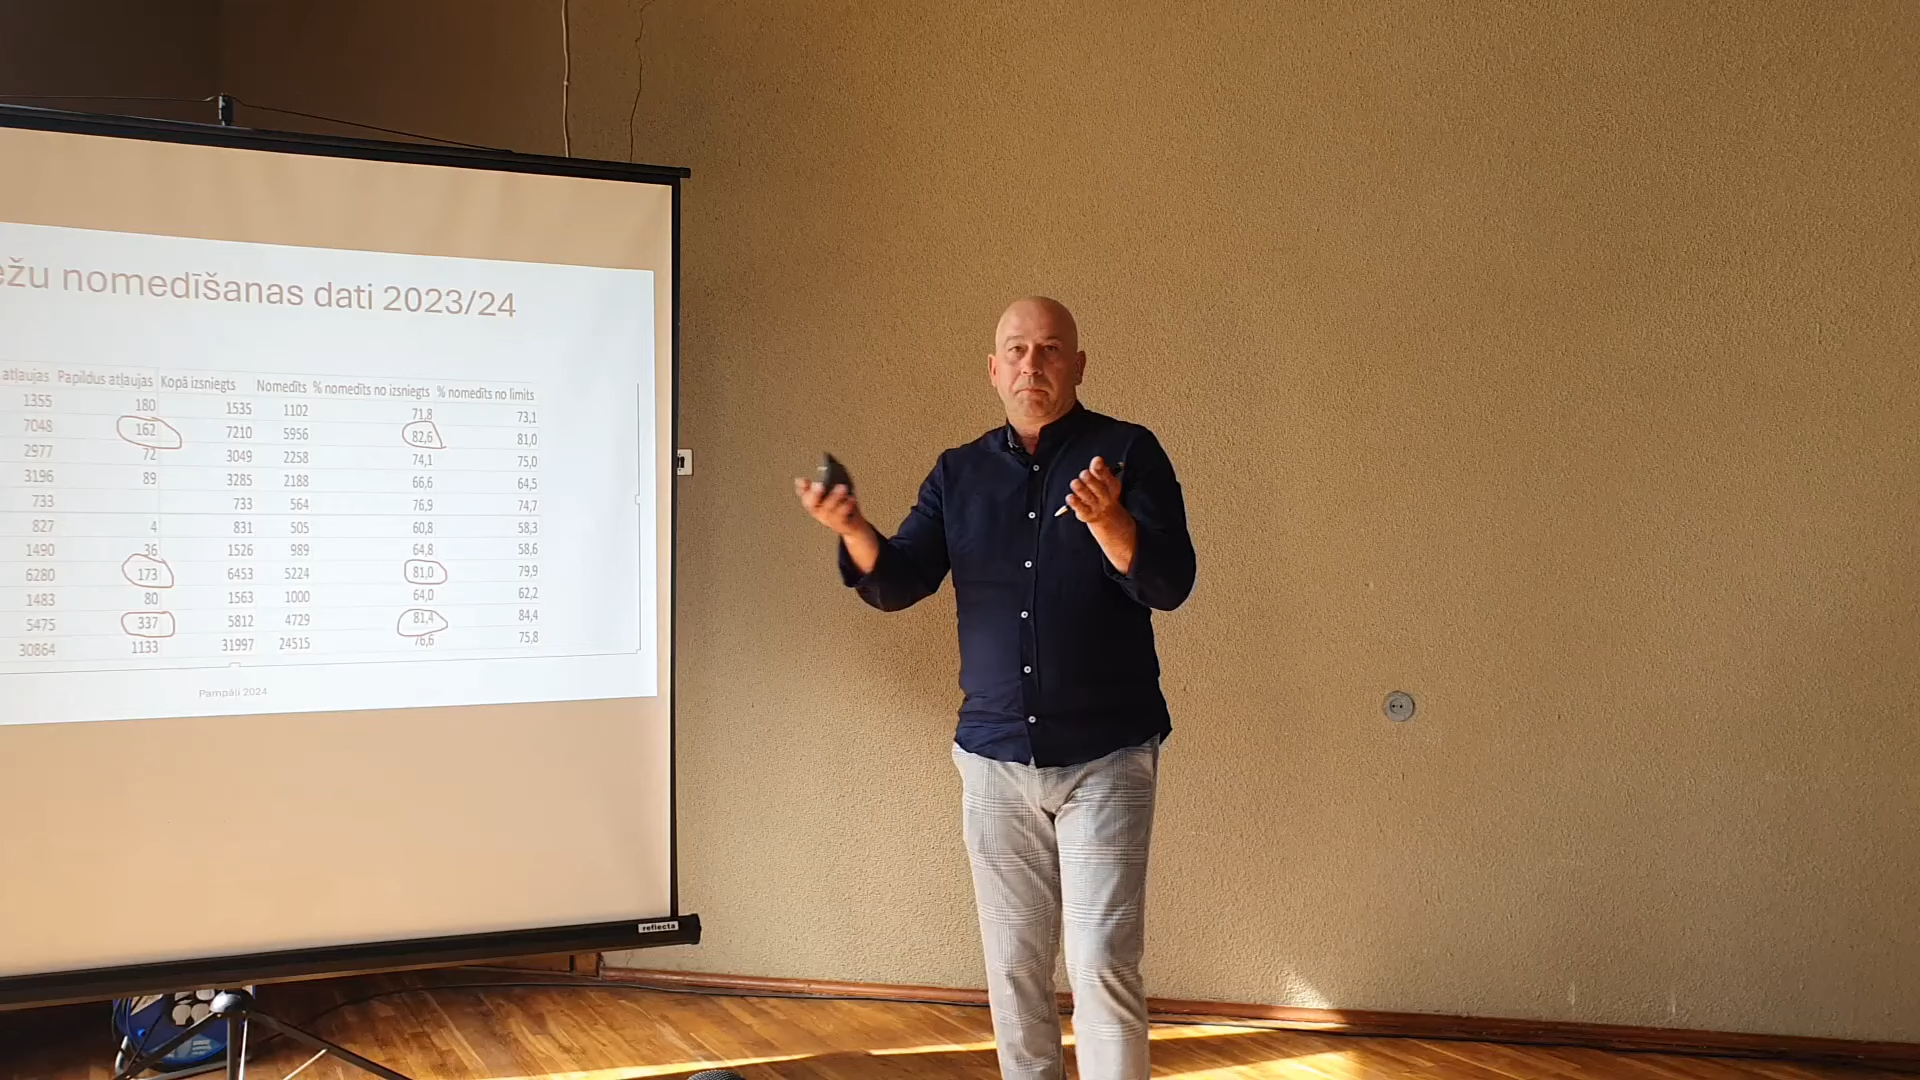 ežu nomedīšanas dati 2023/24
atļaujas Papildus atļaujas Kopā izsniegts Nomedīts % nomedīts no izsniegts % nomedīts no limits
1355 180 1535 1102 71,8 73,1
7048 162 7210 5956 82,6 81,0
2977 72 3049 2258 74,1 75,0
3196 89 3285 2188 66,6 64,5
733 733 564 76,9 74,7
827 4 831 505 60,8 58,3
1490 36 1526 989 64,8 58,6
6280 173 6453 5224 81,0 79,9
1483 80 1563 1000 64,0 62,2
5475 337 5812 4729 81,4 84,4
30864 1133 31997 24515 76,6 75,8
Pampāļi 2024
reflecta